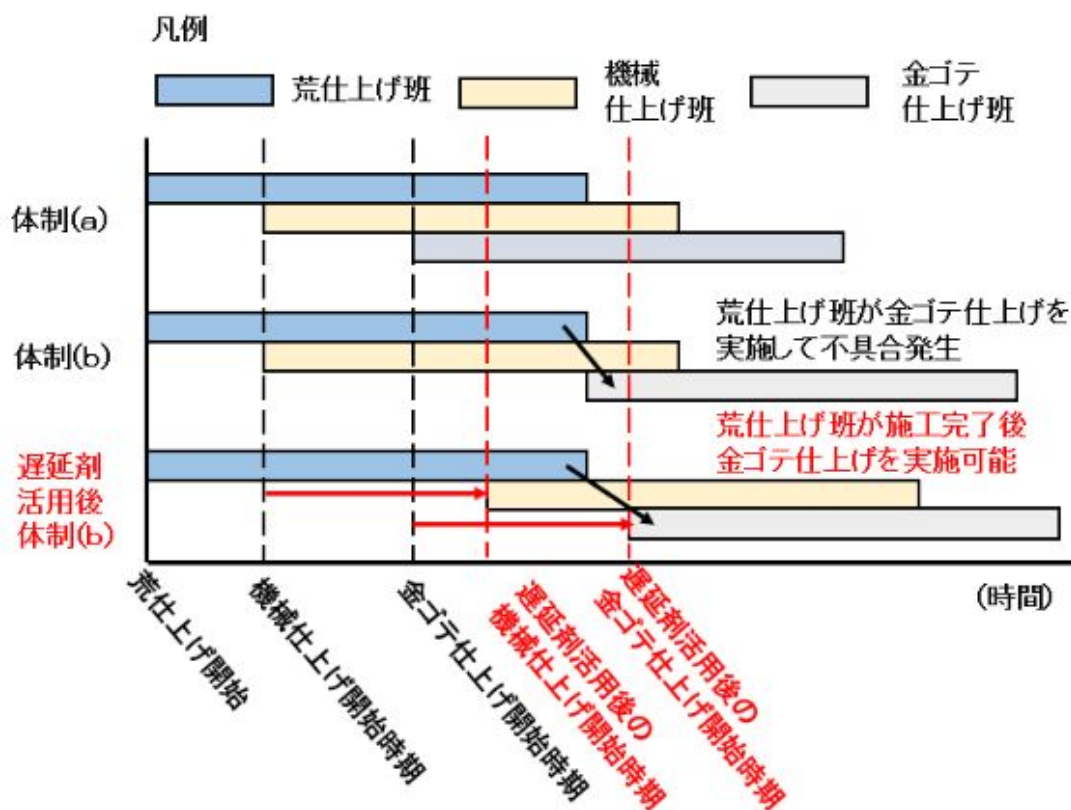 凡例
荒仕上げ班
機械
仕上げ班
金ゴテ
仕上げ班
体制(a)
体制(b)
荒仕上げ班が金ゴテ仕上げを
実施して不具合発生
遅延剤
活用後
体制(b)
荒仕上げ班が施工完了後
金ゴテ仕上げを実施可能
(時間)
荒仕上げ開始
機械仕上げ開始時期
金ゴテ仕上げ開始時期
遅延剤活用後の
機械仕上げ開始時期
遅延剤活用後の
金ゴテ仕上げ開始時期